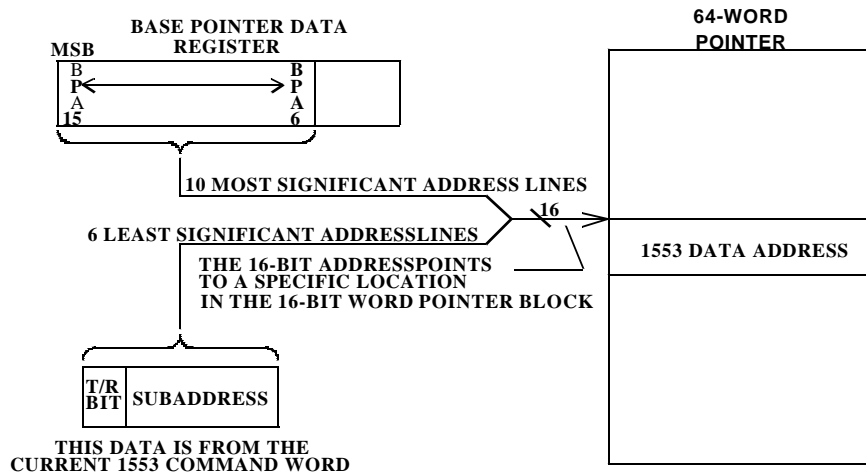 BASE POINTER DATA
REGISTER
MSB
B
P
A
15
B
P
A
6
64-WORD
POINTER
10 MOST SIGNIFICANT ADDRESS LINES
16
6 LEAST SIGNIFICANT ADDRESSLINES
1553 DATA ADDRESS
THE 16-BIT ADDRESSPOINTS
TO A SPECIFIC LOCATION
IN THE 16-BIT WORD POINTER BLOCK
T/R
BIT
SUBADDRESS
THIS DATA IS FROM THE
CURRENT 1553 COMMAND WORD